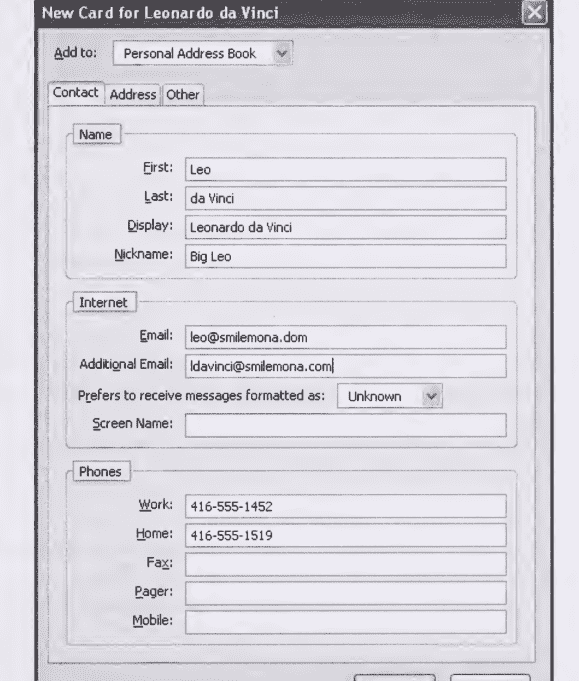 New Card for Leonardo da Vinci
Add to: Personal Address Book
Contact Address Other
Name
First: Leo
Last: da Vinci
Display: Leonardo da Vinci
Nickname: Big Leo
Internet
Email: leo@smilemona.dom
Additional Email: ldavinci@smilemona.com
Prefers to receive messages formatted as: Unknown
Screen Name:
Phones
Work: 416-555-1452
Home: 416-555-1519
Fax:
Pager:
Mobile: